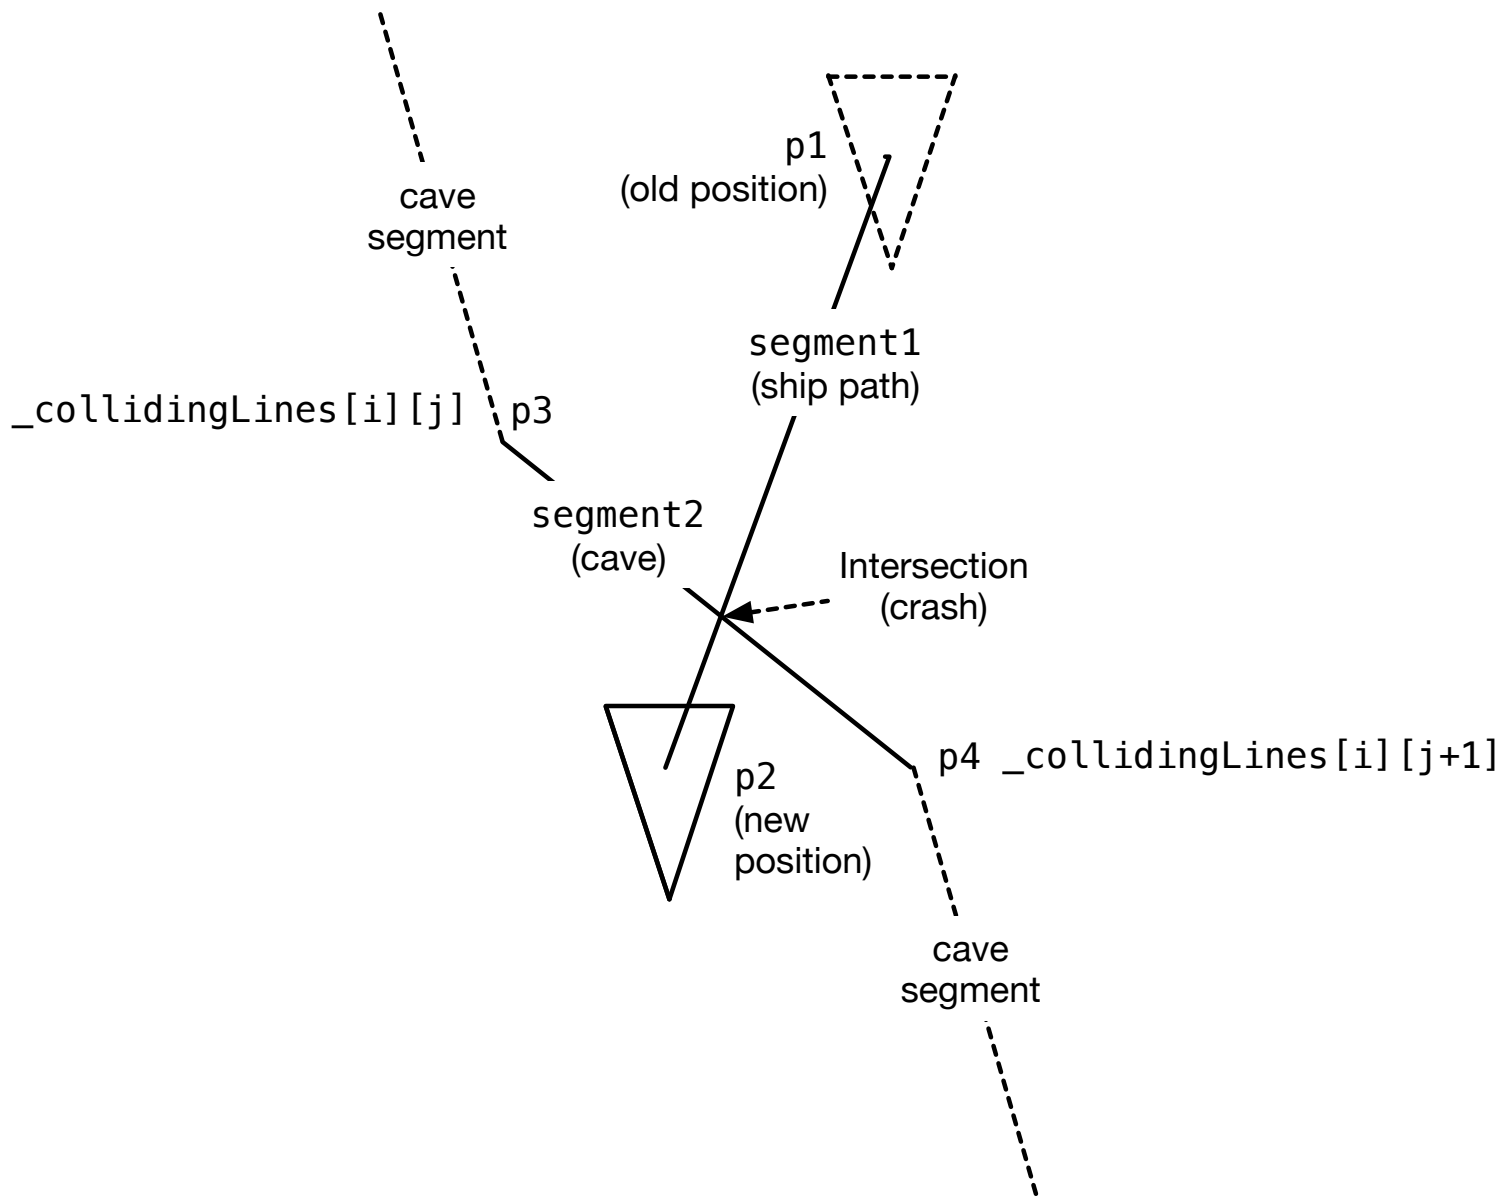 p1
(old position)
cave
segment
segment1
(ship path)
_collidingLines[i][j] p3
segment2
(cave)
Intersection
(crash)
p4 _collidingLines[i][j+1]
p2
(new
position)
cave
segment